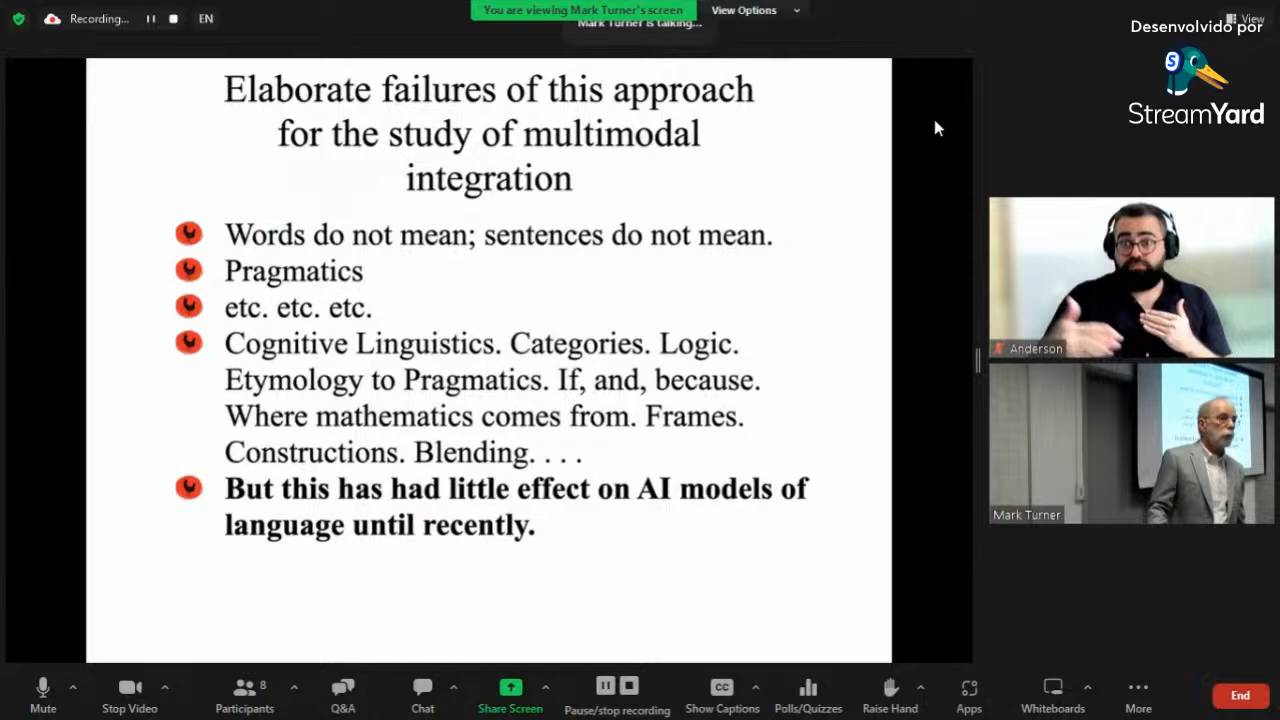 Recording...
EN
You are viewing Mark Turner's screen
View Options
Mark Turner is talking...
View
Desenvolvido por
StreamYard
Elaborate failures of this approach
for the study of multimodal
integration
Words do not mean; sentences do not mean.
Pragmatics
etc. etc. etc.
Cognitive Linguistics. Categories. Logic.
Etymology to Pragmatics. If, and, because.
Where mathematics comes from. Frames.
Constructions. Blending. . . .
But this has had little effect on AI models of
language until recently.
Anderson
Mark Turner
Mute
Stop Video
8
Participants
Q&A
Chat
Share Screen
Pause/stop recording
CC
Show Captions
Polls/Quizzes
Raise Hand
Apps
Whiteboards
More
End